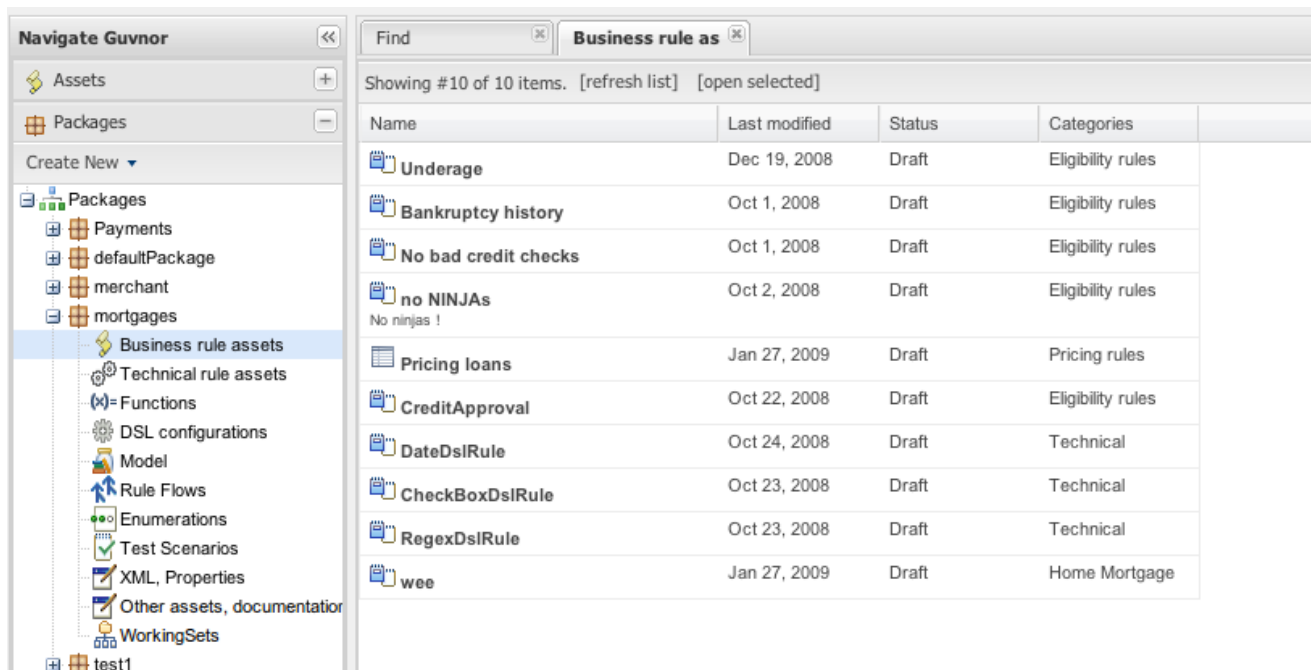 Navigate Guvnor
Assets
Packages
Create New
Packages
Payments
defaultPackage
merchant
mortgages
Business rule assets
Technical rule assets
(x)= Functions
DSL configurations
Model
Rule Flows
Enumerations
Test Scenarios
XML, Properties
Other assets, documentation
WorkingSets
test1
Find Business rule as
Showing #10 of 10 items. [refresh list] [open selected]
Name Last modified Status Categories
Underage Dec 19, 2008 Draft Eligibility rules
Bankruptcy history Oct 1, 2008 Draft Eligibility rules
No bad credit checks Oct 1, 2008 Draft Eligibility rules
no NINJAs Oct 2, 2008 Draft Eligibility rules
No ninjas !
Pricing loans Jan 27, 2009 Draft Pricing rules
CreditApproval Oct 22, 2008 Draft Eligibility rules
DateDslRule Oct 24, 2008 Draft Technical
CheckBoxDslRule Oct 23, 2008 Draft Technical
RegexDslRule Oct 23, 2008 Draft Technical
wee Jan 27, 2009 Draft Home Mortgage